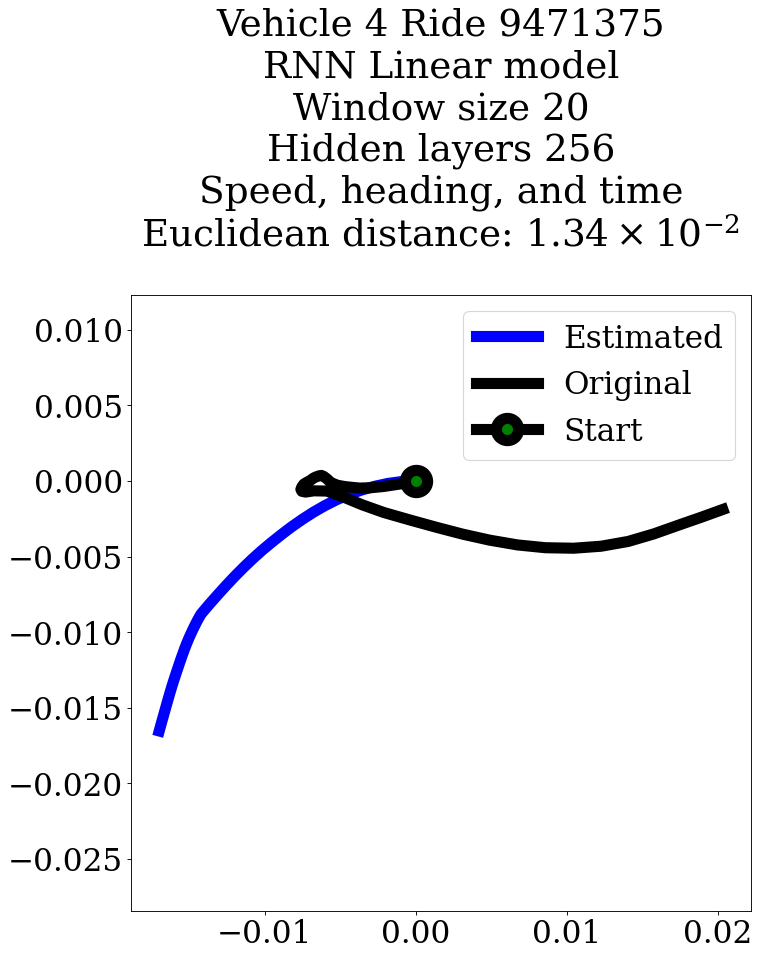 Vehicle 4 Ride 9471375
RNN Linear model
Window size 20
Hidden layers 256
Speed, heading, and time
Euclidean distance: 1.34 × 10⁻²
Estimated
Original
Start
0.010
0.005
0.000
−0.005
−0.010
−0.015
−0.020
−0.025
−0.01 0.00 0.01 0.02